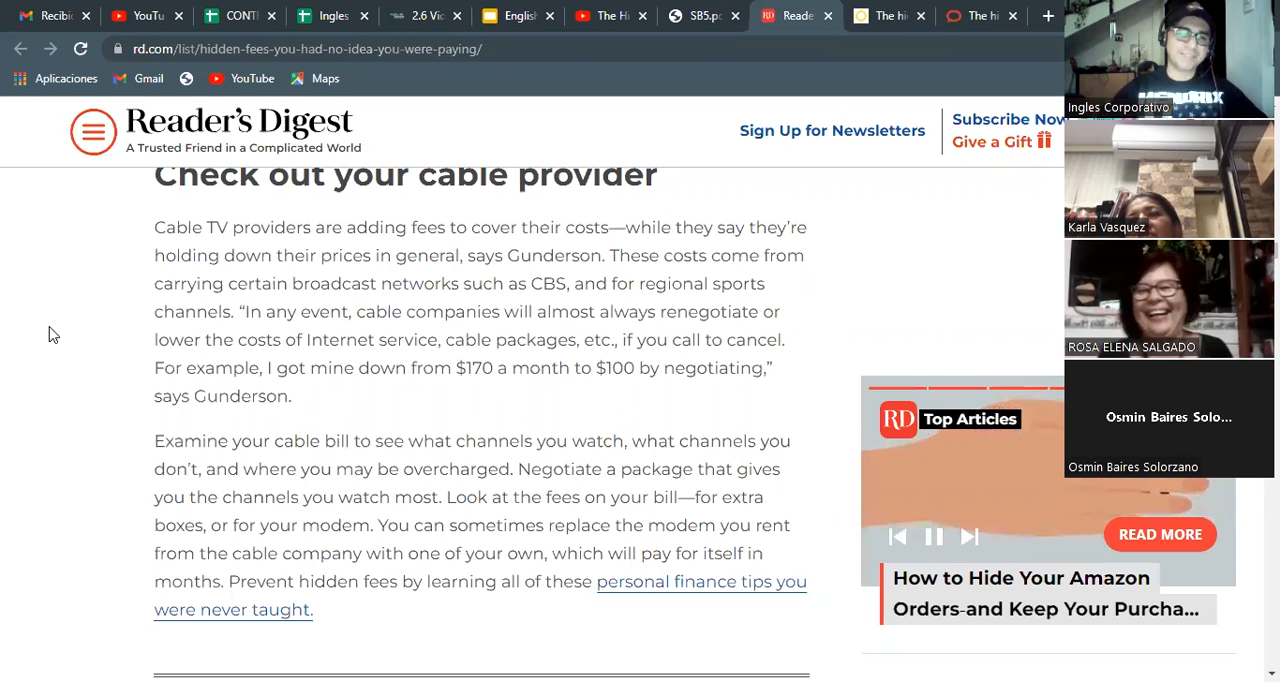 Recibi
YouTu
CONT
Ingles
2.6 Vic
English
The Hi
SB5.pc
RD
Reade
The hi
The hi
rd.com/list/hidden-fees-you-had-no-idea-you-were-paying/
Aplicaciones
Gmail
YouTube
Maps
Reader's Digest
A Trusted Friend in a Complicated World
Sign Up for Newsletters
Subscribe Now
Give a Gift
Check out your cable provider
Cable TV providers are adding fees to cover their costs—while they say they're
holding down their prices in general, says Gunderson. These costs come from
carrying certain broadcast networks such as CBS, and for regional sports
channels. “In any event, cable companies will almost always renegotiate or
lower the costs of Internet service, cable packages, etc., if you call to cancel.
For example, I got mine down from $170 a month to $100 by negotiating,”
says Gunderson.
Examine your cable bill to see what channels you watch, what channels you
don't, and where you may be overcharged. Negotiate a package that gives
you the channels you watch most. Look at the fees on your bill—for extra
boxes, or for your modem. You can sometimes replace the modem you rent
from the cable company with one of your own, which will pay for itself in
months. Prevent hidden fees by learning all of these personal finance tips you
were never taught.
RD Top Articles
READ MORE
How to Hide Your Amazon
Orders-and Keep Your Purcha...
Ingles Corporativo
Karla Vasquez
ROSA ELENA SALGADO
Osmin Baires Solo...
Osmin Baires Solorzano